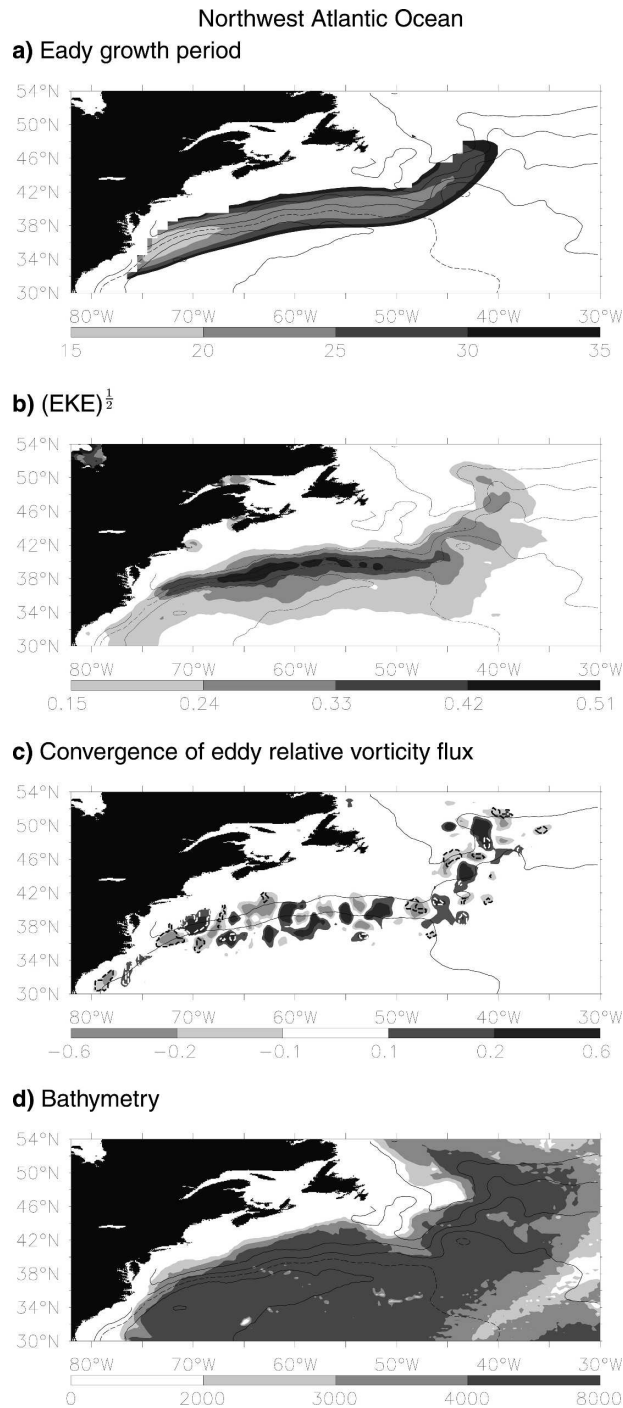 Northwest Atlantic Ocean
a) Eady growth period
54°N
50°N
46°N
42°N
38°N
34°N
30°N
80°W 70°W 60°W 50°W 40°W 30°W
15 20 25 30 35
b) (EKE)^{1/2}
54°N
50°N
46°N
42°N
38°N
34°N
30°N
80°W 70°W 60°W 50°W 40°W 30°W
0.15 0.24 0.33 0.42 0.51
c) Convergence of eddy relative vorticity flux
54°N
50°N
46°N
42°N
38°N
34°N
30°N
80°W 70°W 60°W 50°W 40°W 30°W
−0.6 −0.2 −0.1 0.1 0.2 0.6
d) Bathymetry
54°N
50°N
46°N
42°N
38°N
34°N
30°N
80°W 70°W 60°W 50°W 40°W 30°W
0 2000 3000 4000 8000